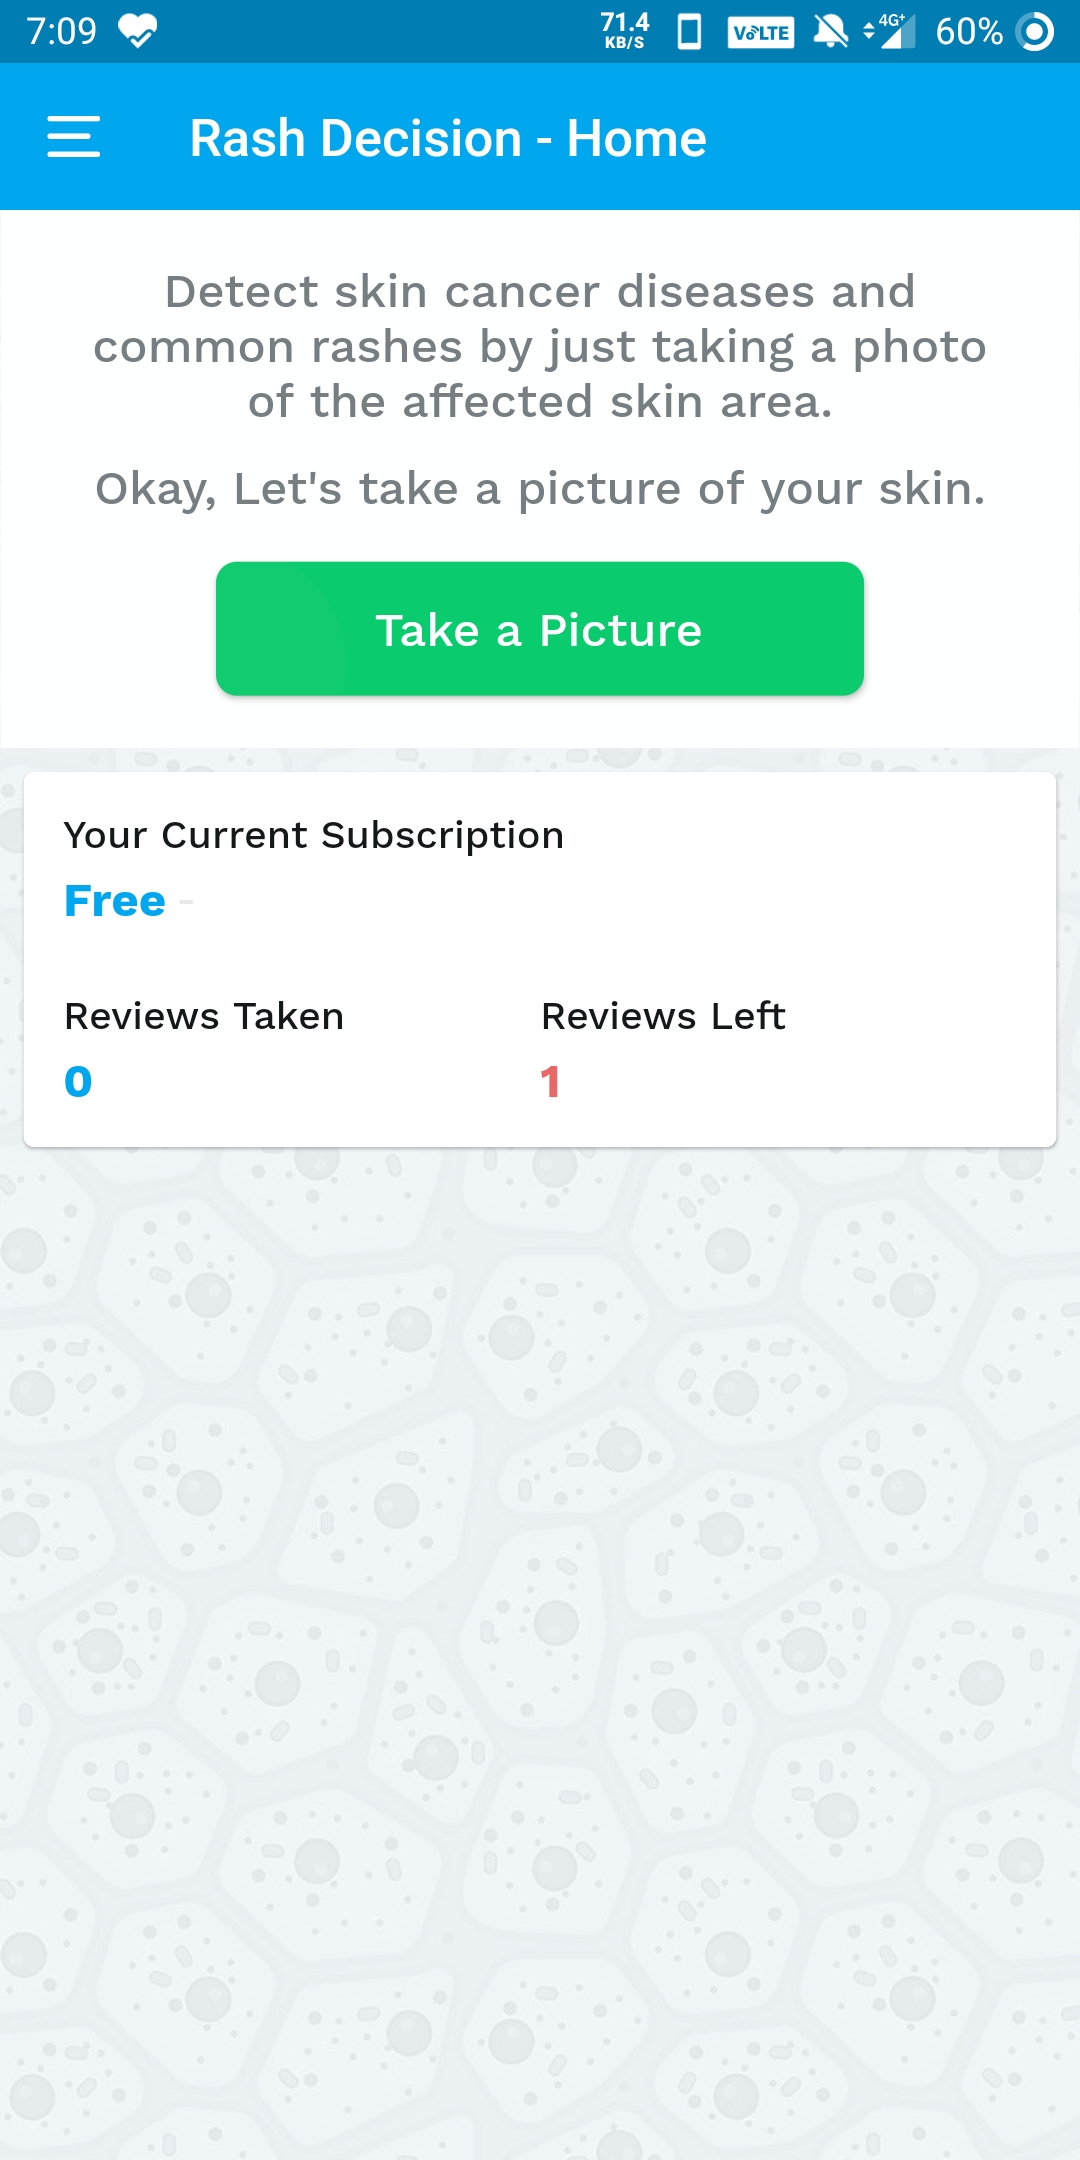 7:09 71.4 KB/S VoLTE 4G+ 60%
Rash Decision - Home
Detect skin cancer diseases and
common rashes by just taking a photo
of the affected skin area.
Okay, Let's take a picture of your skin.
Take a Picture
Your Current Subscription
Free -
Reviews Taken Reviews Left
0 1